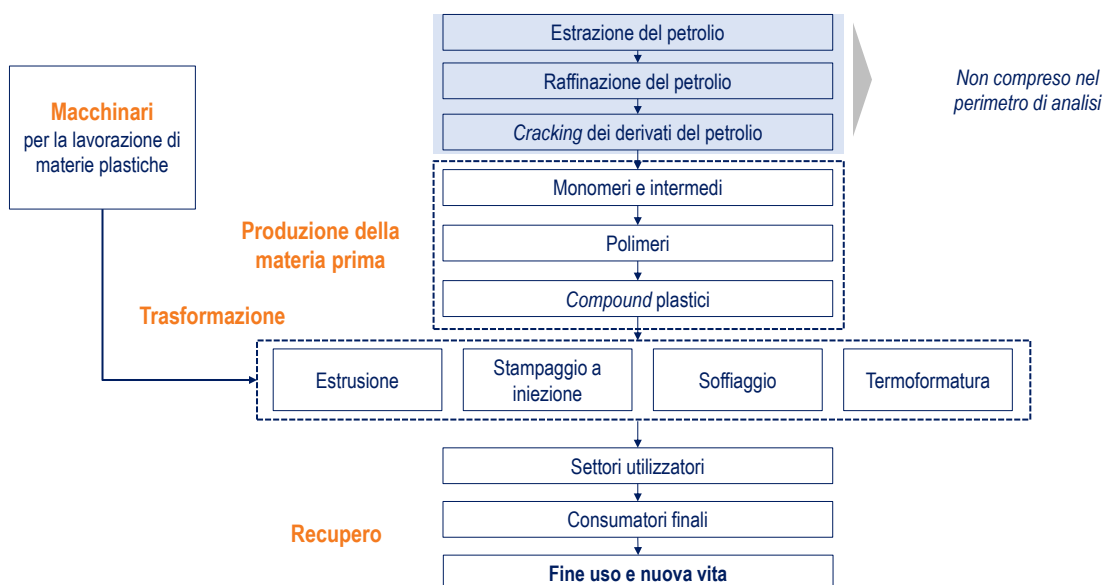 Estrazione del petrolio
Raffinazione del petrolio
Cracking dei derivati del petrolio
Non compreso nel
perimetro di analisi
Macchinari
per la lavorazione di
materie plastiche
Monomeri e intermedi
Produzione della
materia prima
Polimeri
Compound plastici
Trasformazione
Estrusione
Stampaggio a
iniezione
Soffiaggio
Termoformatura
Settori utilizzatori
Consumatori finali
Recupero
Fine uso e nuova vita